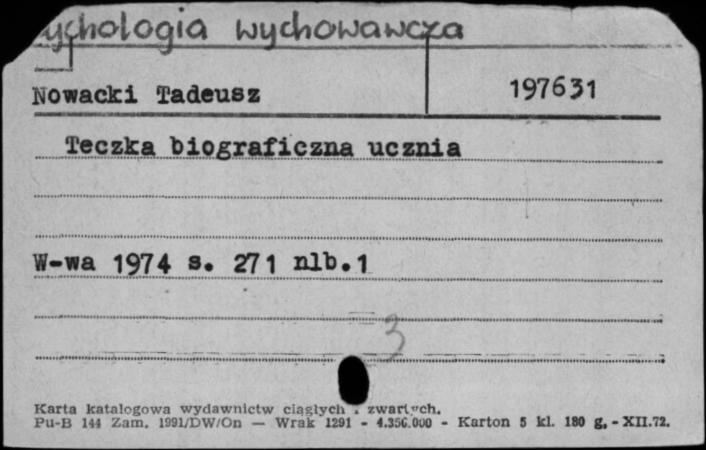 ychologia wychowawcza
Nowacki Tadeusz
197631
Teczka biograficzna ucznia
W-wa 1974 s. 271 nlb.1
3
Karta katalogowa wydawnictw ciągłych i zwartych.
Pu-B 144 Zam. 1991/DW/On — Wrak 1291 - 4.356.000 - Karton 5 kl. 180 g. - XII.72.